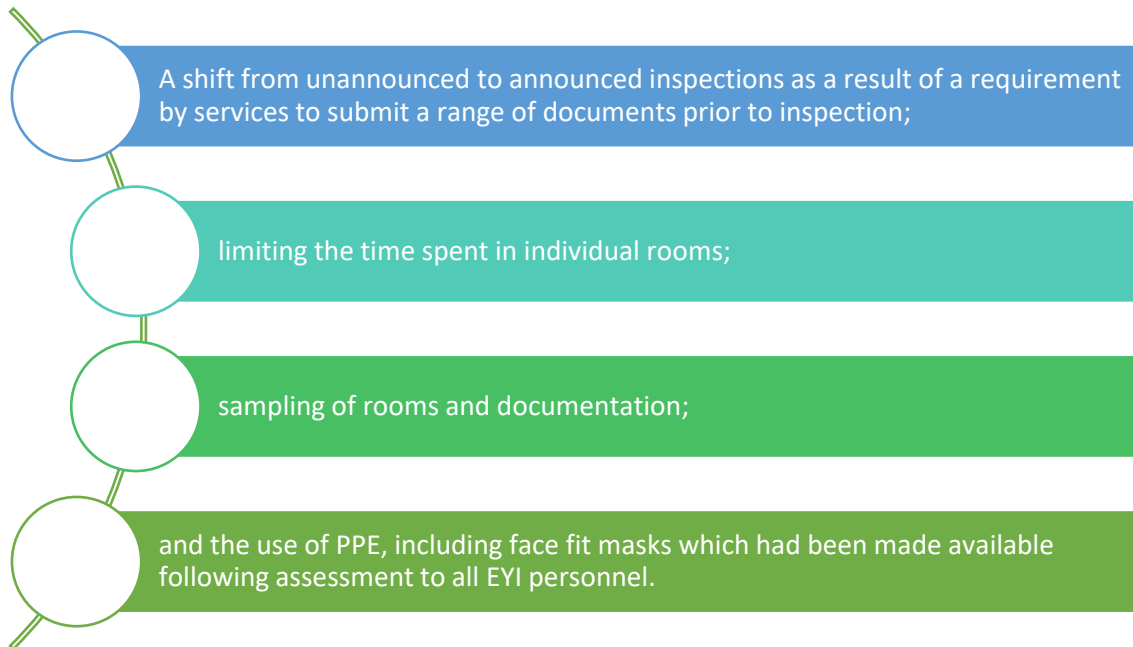 A shift from unannounced to announced inspections as a result of a requirement
by services to submit a range of documents prior to inspection;
limiting the time spent in individual rooms;
sampling of rooms and documentation;
and the use of PPE, including face fit masks which had been made available
following assessment to all EYI personnel.